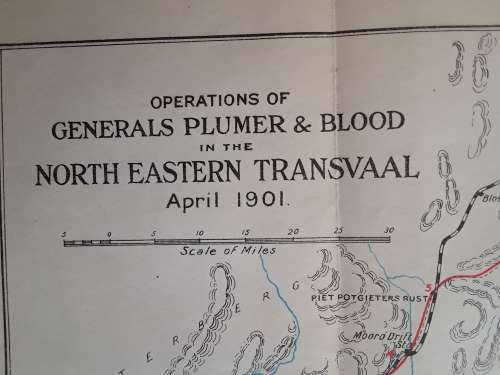 OPERATIONS OF
GENERALS PLUMER & BLOOD
IN THE
NORTH EASTERN TRANSVAAL
April 1901.
5 0 5 10 15 20 25 30
Scale of Miles
G
R
E
B
R
E
T
PIET POTGIETERS RUST
5
Moord Drift
Sta